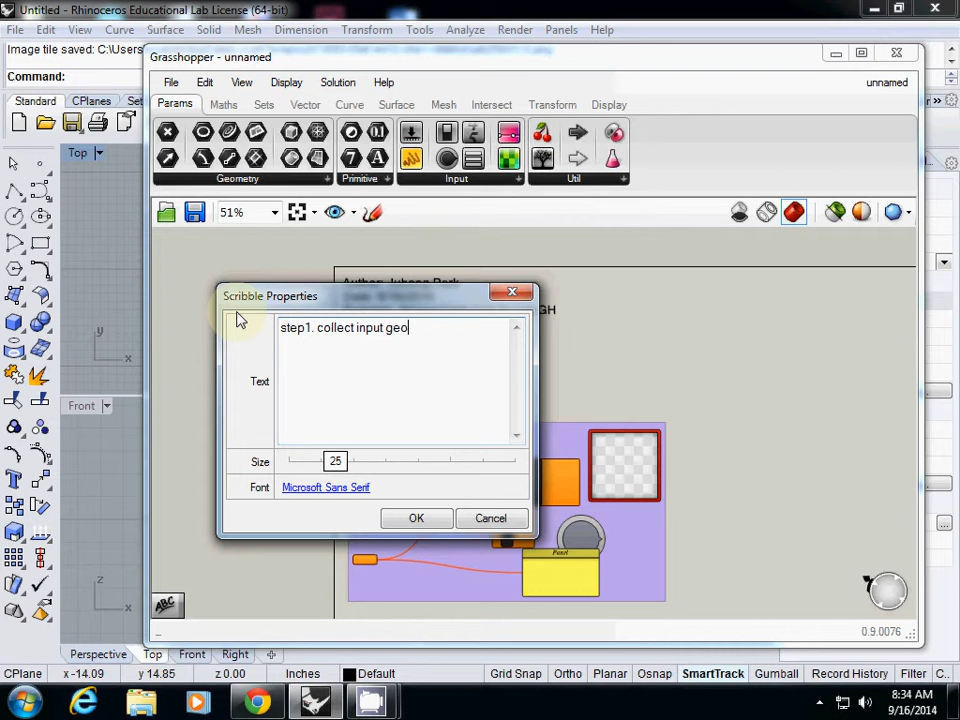 Untitled - Rhinoceros Educational Lab License (64-bit)
File Edit View Curve Surface Solid Mesh Dimension Transform Tools Analyze Render Panels Help
Image file saved: C:\Users
Command:
Standard CPlanes Set
Top
Grasshopper - unnamed
File Edit View Display Solution Help
unnamed
Params Maths Sets Vector Curve Surface Mesh Intersect Transform Display
Geometry Primitive Input Util
51%
Scribble Properties
step1. collect input geo
Text
Size 25
Font Microsoft Sans Serif
OK Cancel
GH
Panel
ABC
0.9.0076
y
x
Front
z
x
Perspective Top Front Right
CPlane x -14.09 y 14.85 z 0.00 Inches Default Grid Snap Ortho Planar Osnap SmartTrack Gumball Record History Filter C..
8:34 AM
9/16/2014